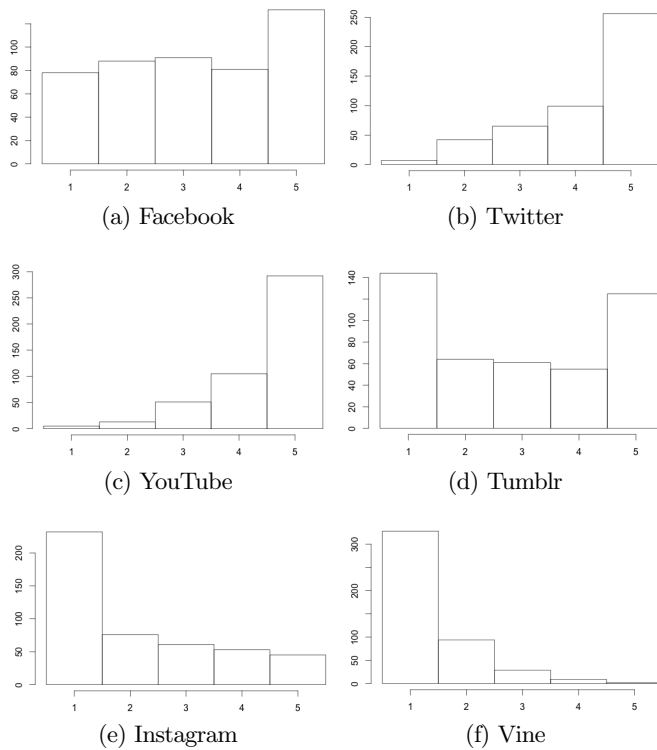 0 20 40 60 80 100
1 2 3 4 5
(a) Facebook
0 50 100 150 200 250
1 2 3 4 5
(b) Twitter
0 50 100 150 200 250 300
1 2 3 4 5
(c) YouTube
0 20 40 60 80 100 140
1 2 3 4 5
(d) Tumblr
0 50 100 150 200
1 2 3 4 5
(e) Instagram
0 50 100 200 300
1 2 3 4 5
(f) Vine